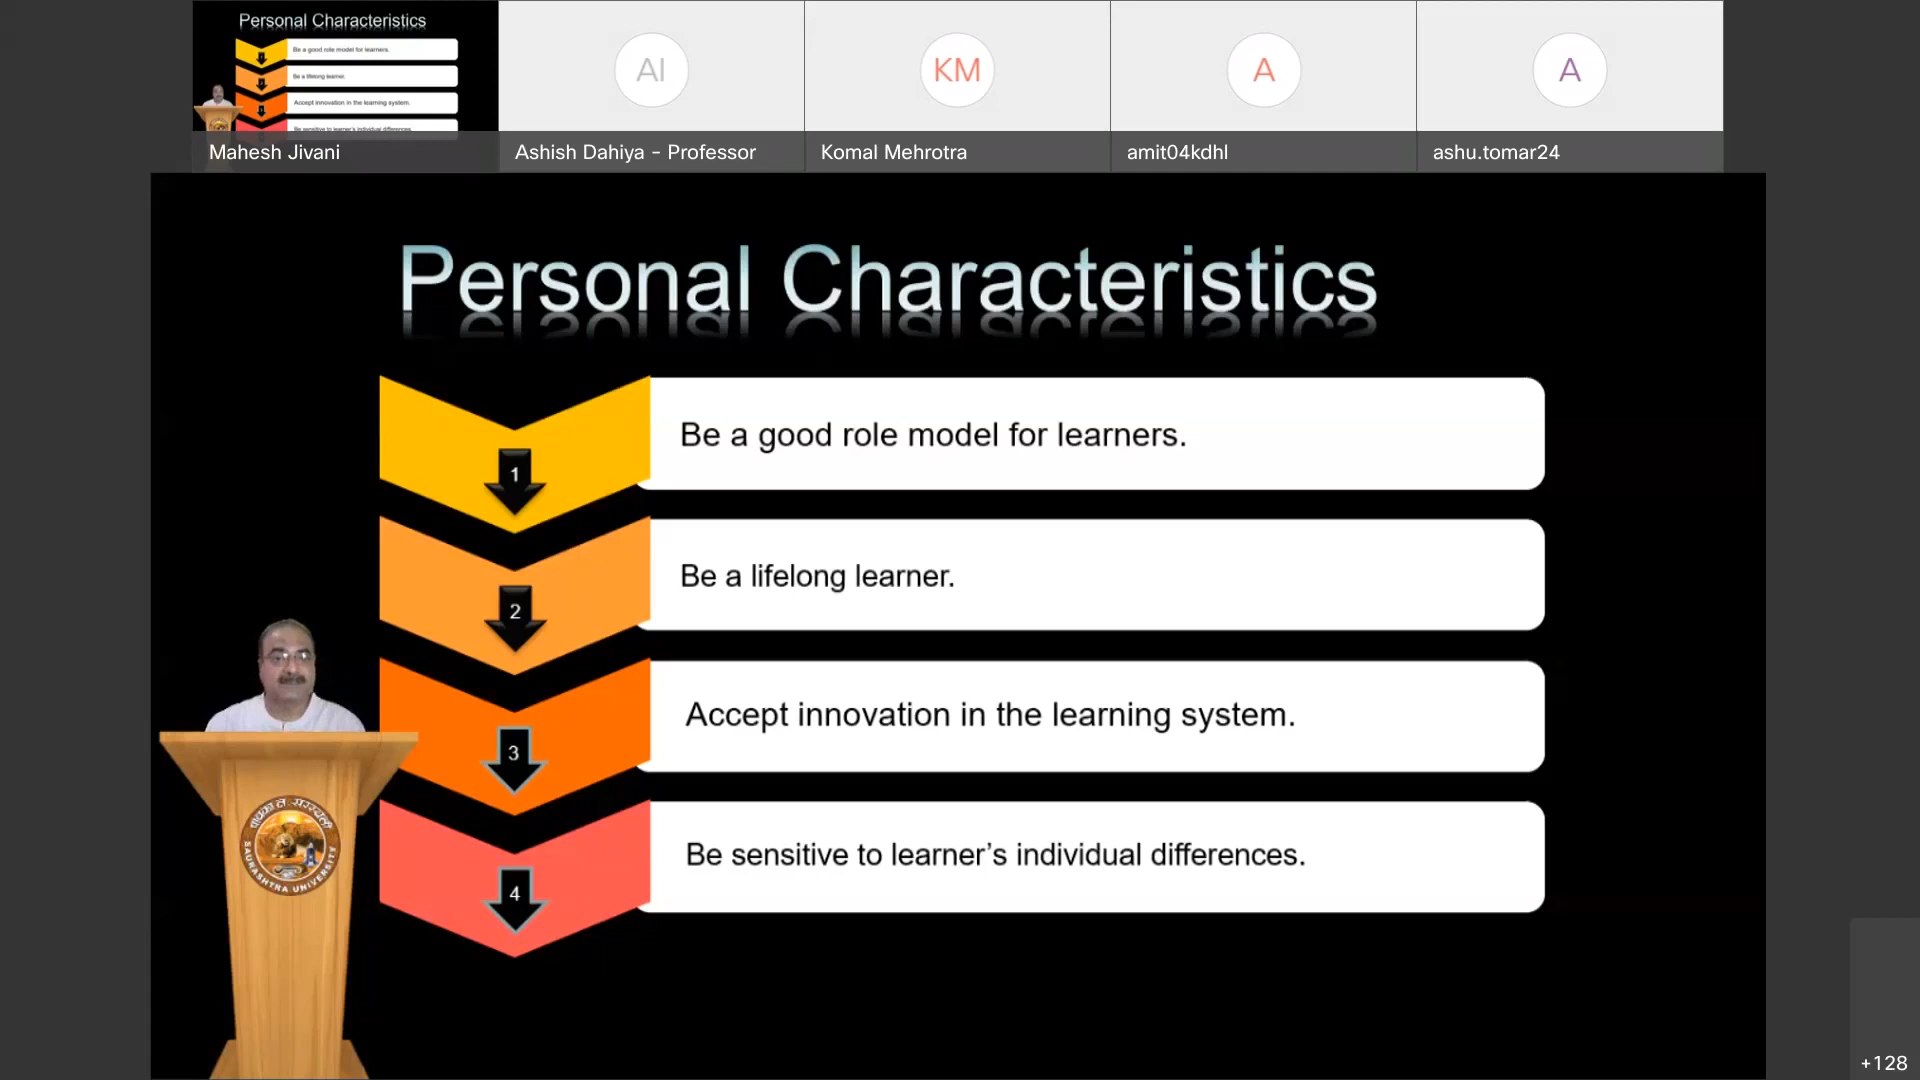 Personal Characteristics
Be a good role model for learners.
Be a lifelong learner.
Accept innovation in the learning system.
Be sensitive to learner's individual differences.
Mahesh Jivani
AI
Ashish Dahiya - Professor
KM
Komal Mehrotra
A
amit04kdhl
A
ashu.tomar24
Personal Characteristics
1
Be a good role model for learners.
2
Be a lifelong learner.
3
Accept innovation in the learning system.
4
Be sensitive to learner’s individual differences.
SAURASHTRA UNIVERSITY
+128